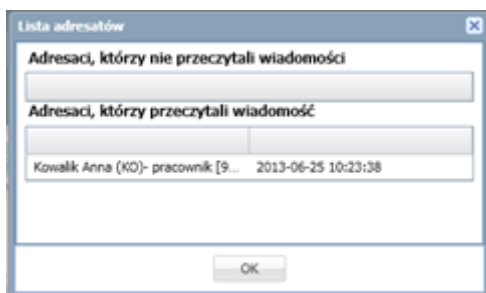 Lista adresatów
Adresaci, którzy nie przeczytali wiadomości
Adresaci, którzy przeczytali wiadomość
Kowalik Anna (KO)- pracownik [9... 2013-06-25 10:23:38
OK